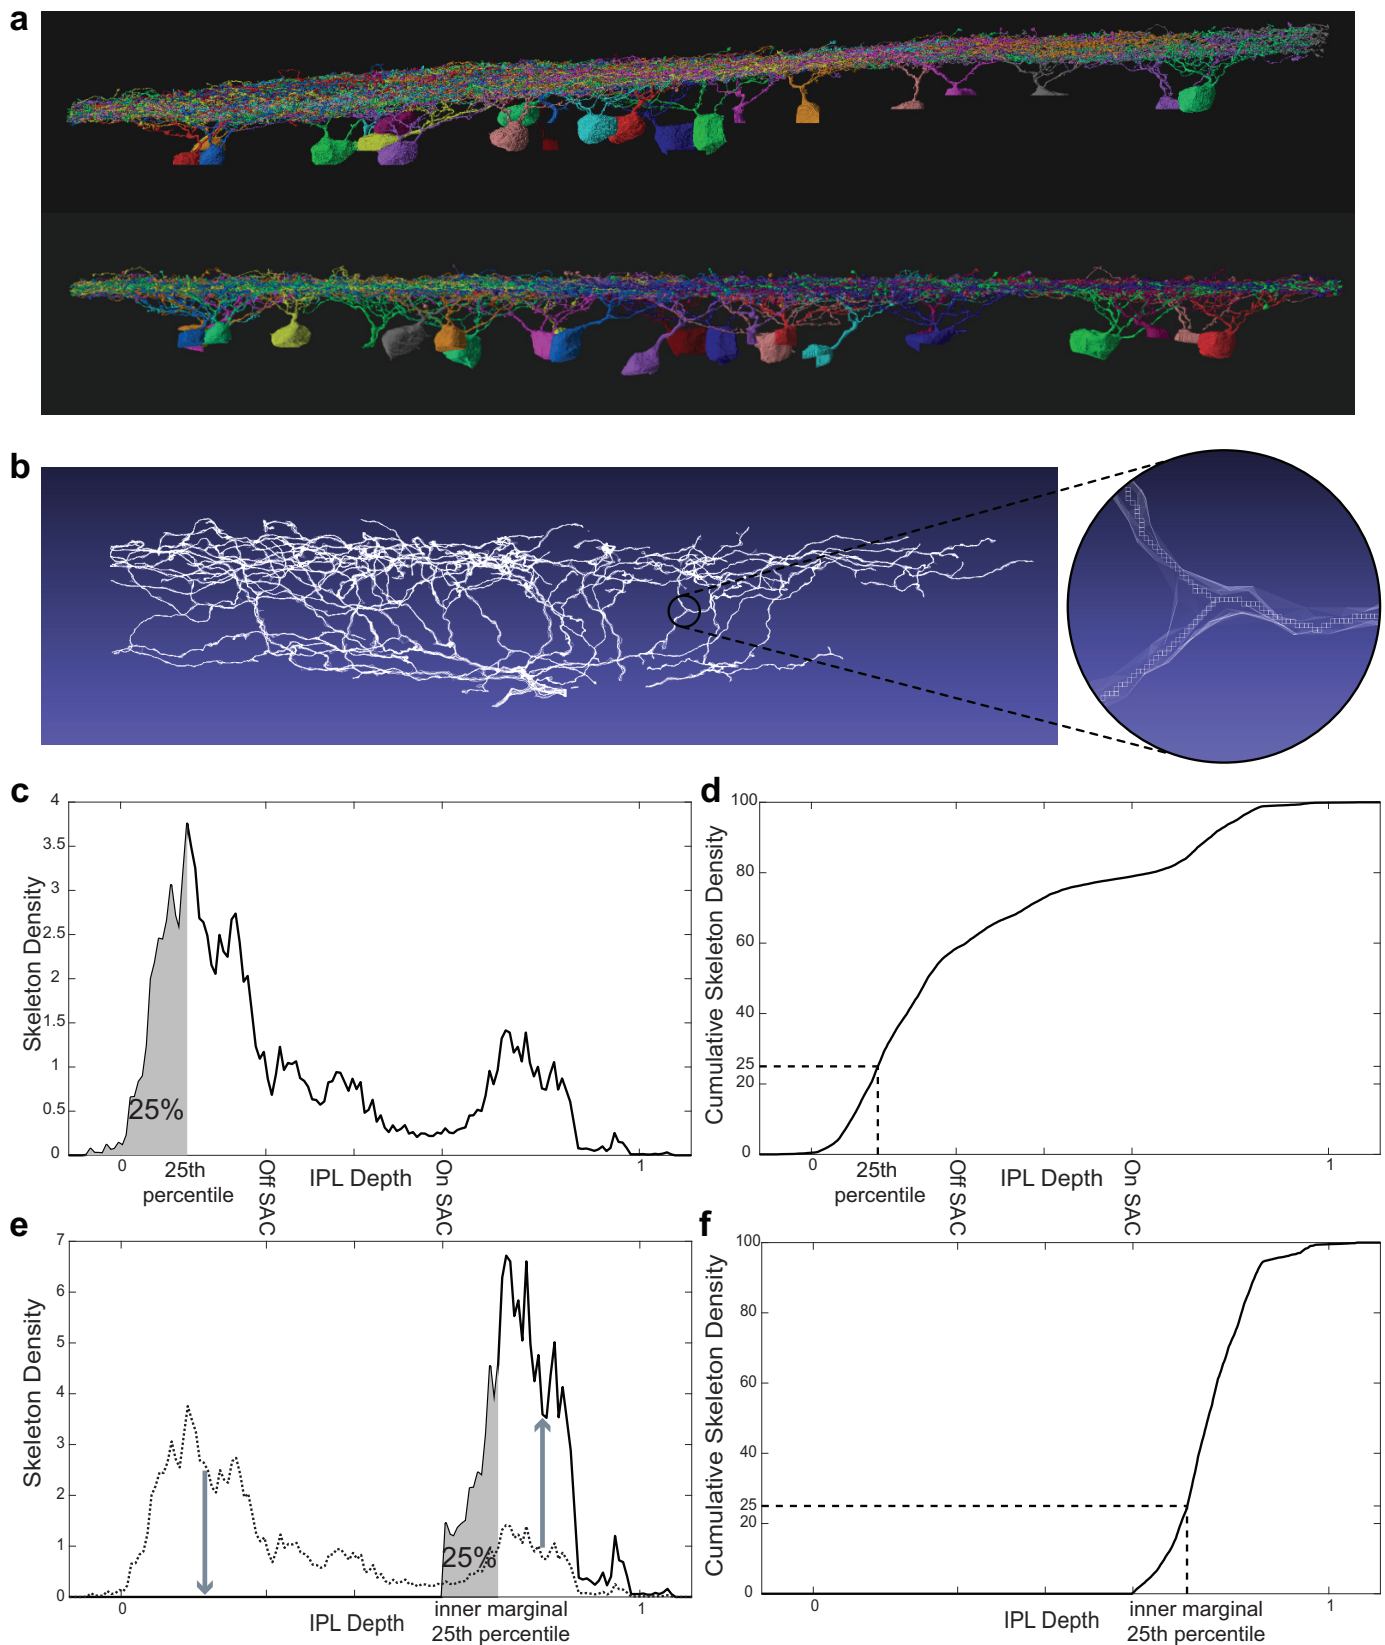 a
b
c
4
3.5
3
2.5
2
1.5
1
0.5
0
Skeleton Density
25%
0
25th
percentile
Off SAC
IPL Depth
On SAC
1
d
100
80
60
40
25
20
0
Cumulative Skeleton Density
0
25th
percentile
Off SAC
IPL Depth
On SAC
1
e
7
6
5
4
3
2
1
0
Skeleton Density
25%
0
IPL Depth
inner marginal
25th percentile
1
f
100
80
60
40
25
20
0
Cumulative Skeleton Density
0
IPL Depth
inner marginal
25th percentile
1